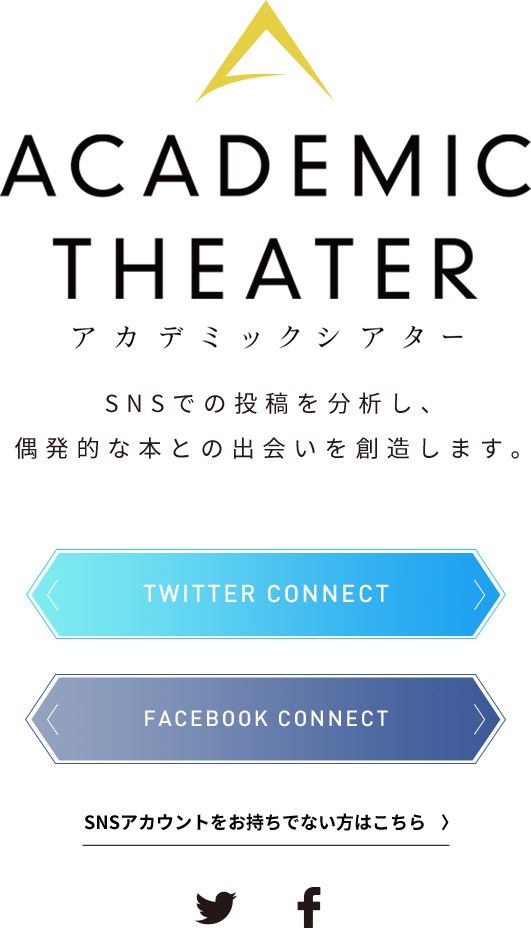 ACADEMIC
THEATER
アカデミックシアター
SNSでの投稿を分析し、
偶発的な本との出会いを創造します。
TWITTER CONNECT
FACEBOOK CONNECT
SNSアカウントをお持ちでない方はこちら